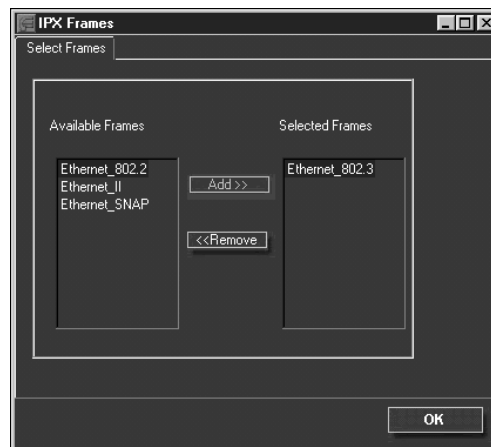 IPX Frames
Select Frames
Available Frames
Selected Frames
Ethernet_802.2
Ethernet_II
Ethernet_SNAP
Add>>
<<Remove
Ethernet_802.3
OK